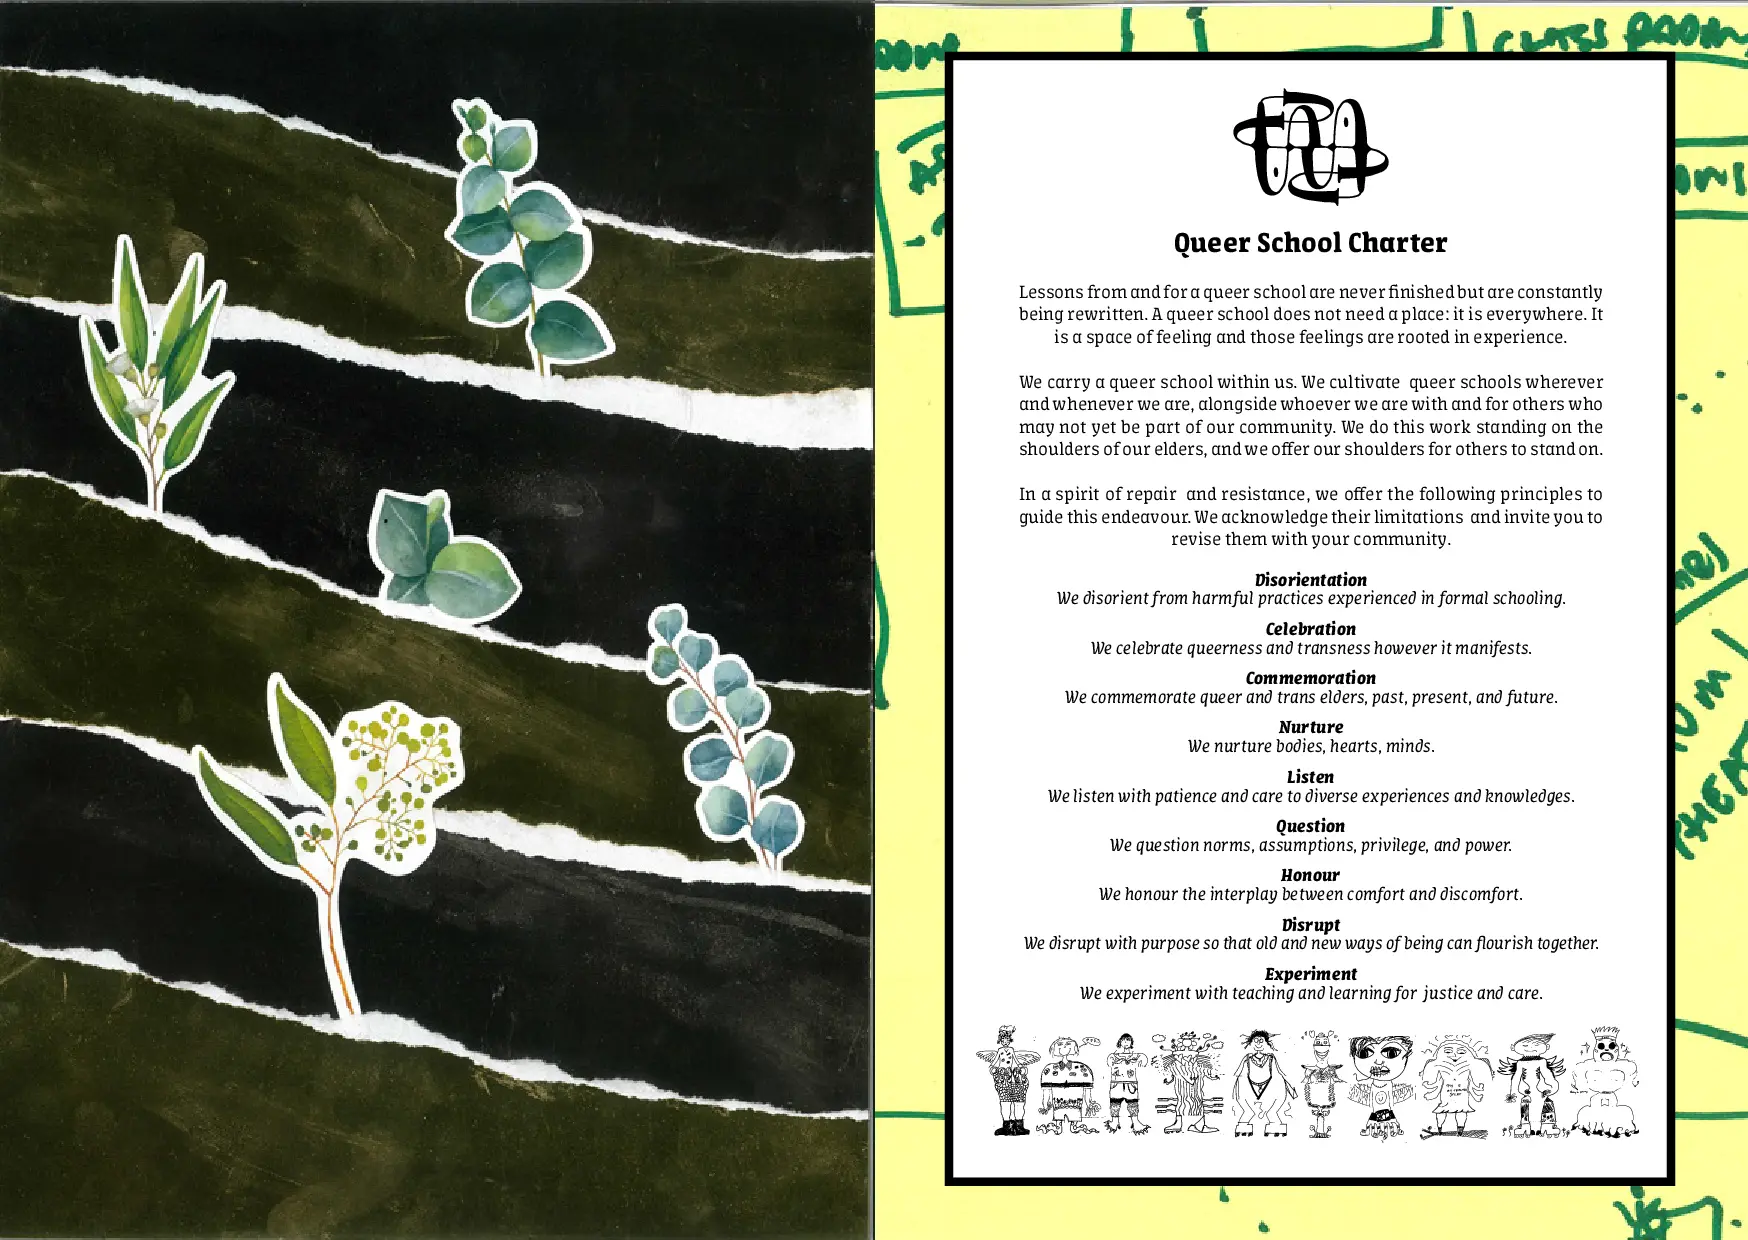 CLASS ROOM
Queer School Charter
Lessons from and for a queer school are never finished but are constantly
being rewritten. A queer school does not need a place: it is everywhere. It
is a space of feeling and those feelings are rooted in experience.
We carry a queer school within us. We cultivate queer schools wherever
and whenever we are, alongside whoever we are with and for others who
may not yet be part of our community. We do this work standing on the
shoulders of our elders, and we offer our shoulders for others to stand on.
In a spirit of repair and resistance, we offer the following principles to
guide this endeavour. We acknowledge their limitations and invite you to
revise them with your community.
Disorientation
We disorient from harmful practices experienced in formal schooling.
Celebration
We celebrate queerness and transness however it manifests.
Commemoration
We commemorate queer and trans elders, past, present, and future.
Nurture
We nurture bodies, hearts, minds.
Listen
We listen with patience and care to diverse experiences and knowledges.
Question
We question norms, assumptions, privilege, and power.
Honour
We honour the interplay between comfort and discomfort.
Disrupt
We disrupt with purpose so that old and new ways of being can flourish together.
Experiment
We experiment with teaching and learning for justice and care.